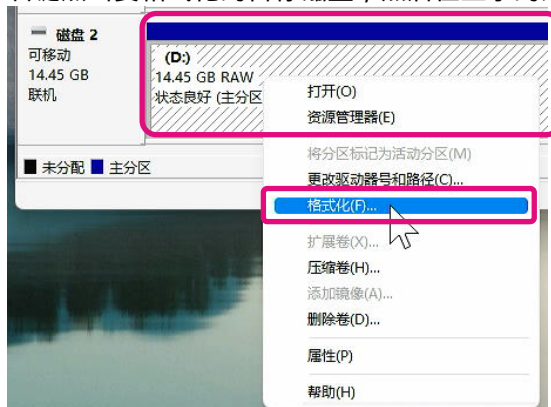 磁盘 2
可移动
14.45 GB
联机
(D:)
14.45 GB RAW
状态良好 (主分区
未分配 主分区
打开(O)
资源管理器(E)
将分区标记为活动分区(M)
更改驱动器号和路径(C)...
格式化(F)...
扩展卷(X)...
压缩卷(H)...
添加镜像(A)...
删除卷(D)...
属性(P)
帮助(H)